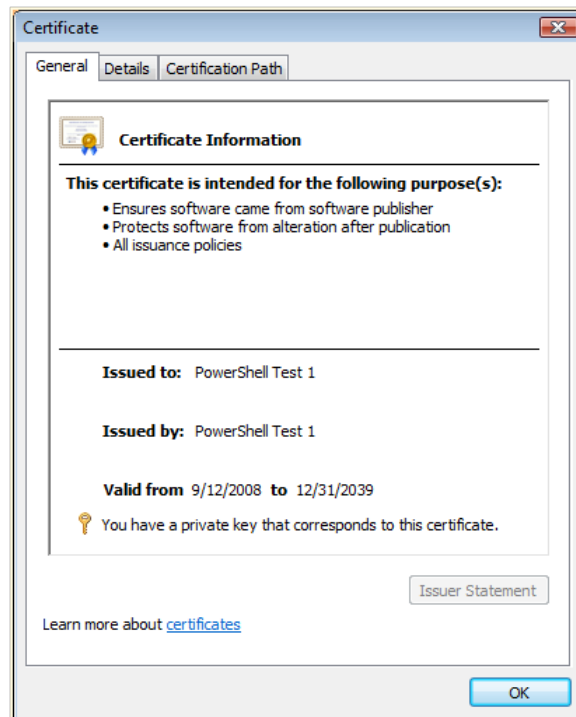 Certificate
General Details Certification Path
Certificate Information
This certificate is intended for the following purpose(s):
• Ensures software came from software publisher
• Protects software from alteration after publication
• All issuance policies
Issued to: PowerShell Test 1
Issued by: PowerShell Test 1
Valid from 9/12/2008 to 12/31/2039
You have a private key that corresponds to this certificate.
Issuer Statement
Learn more about certificates
OK